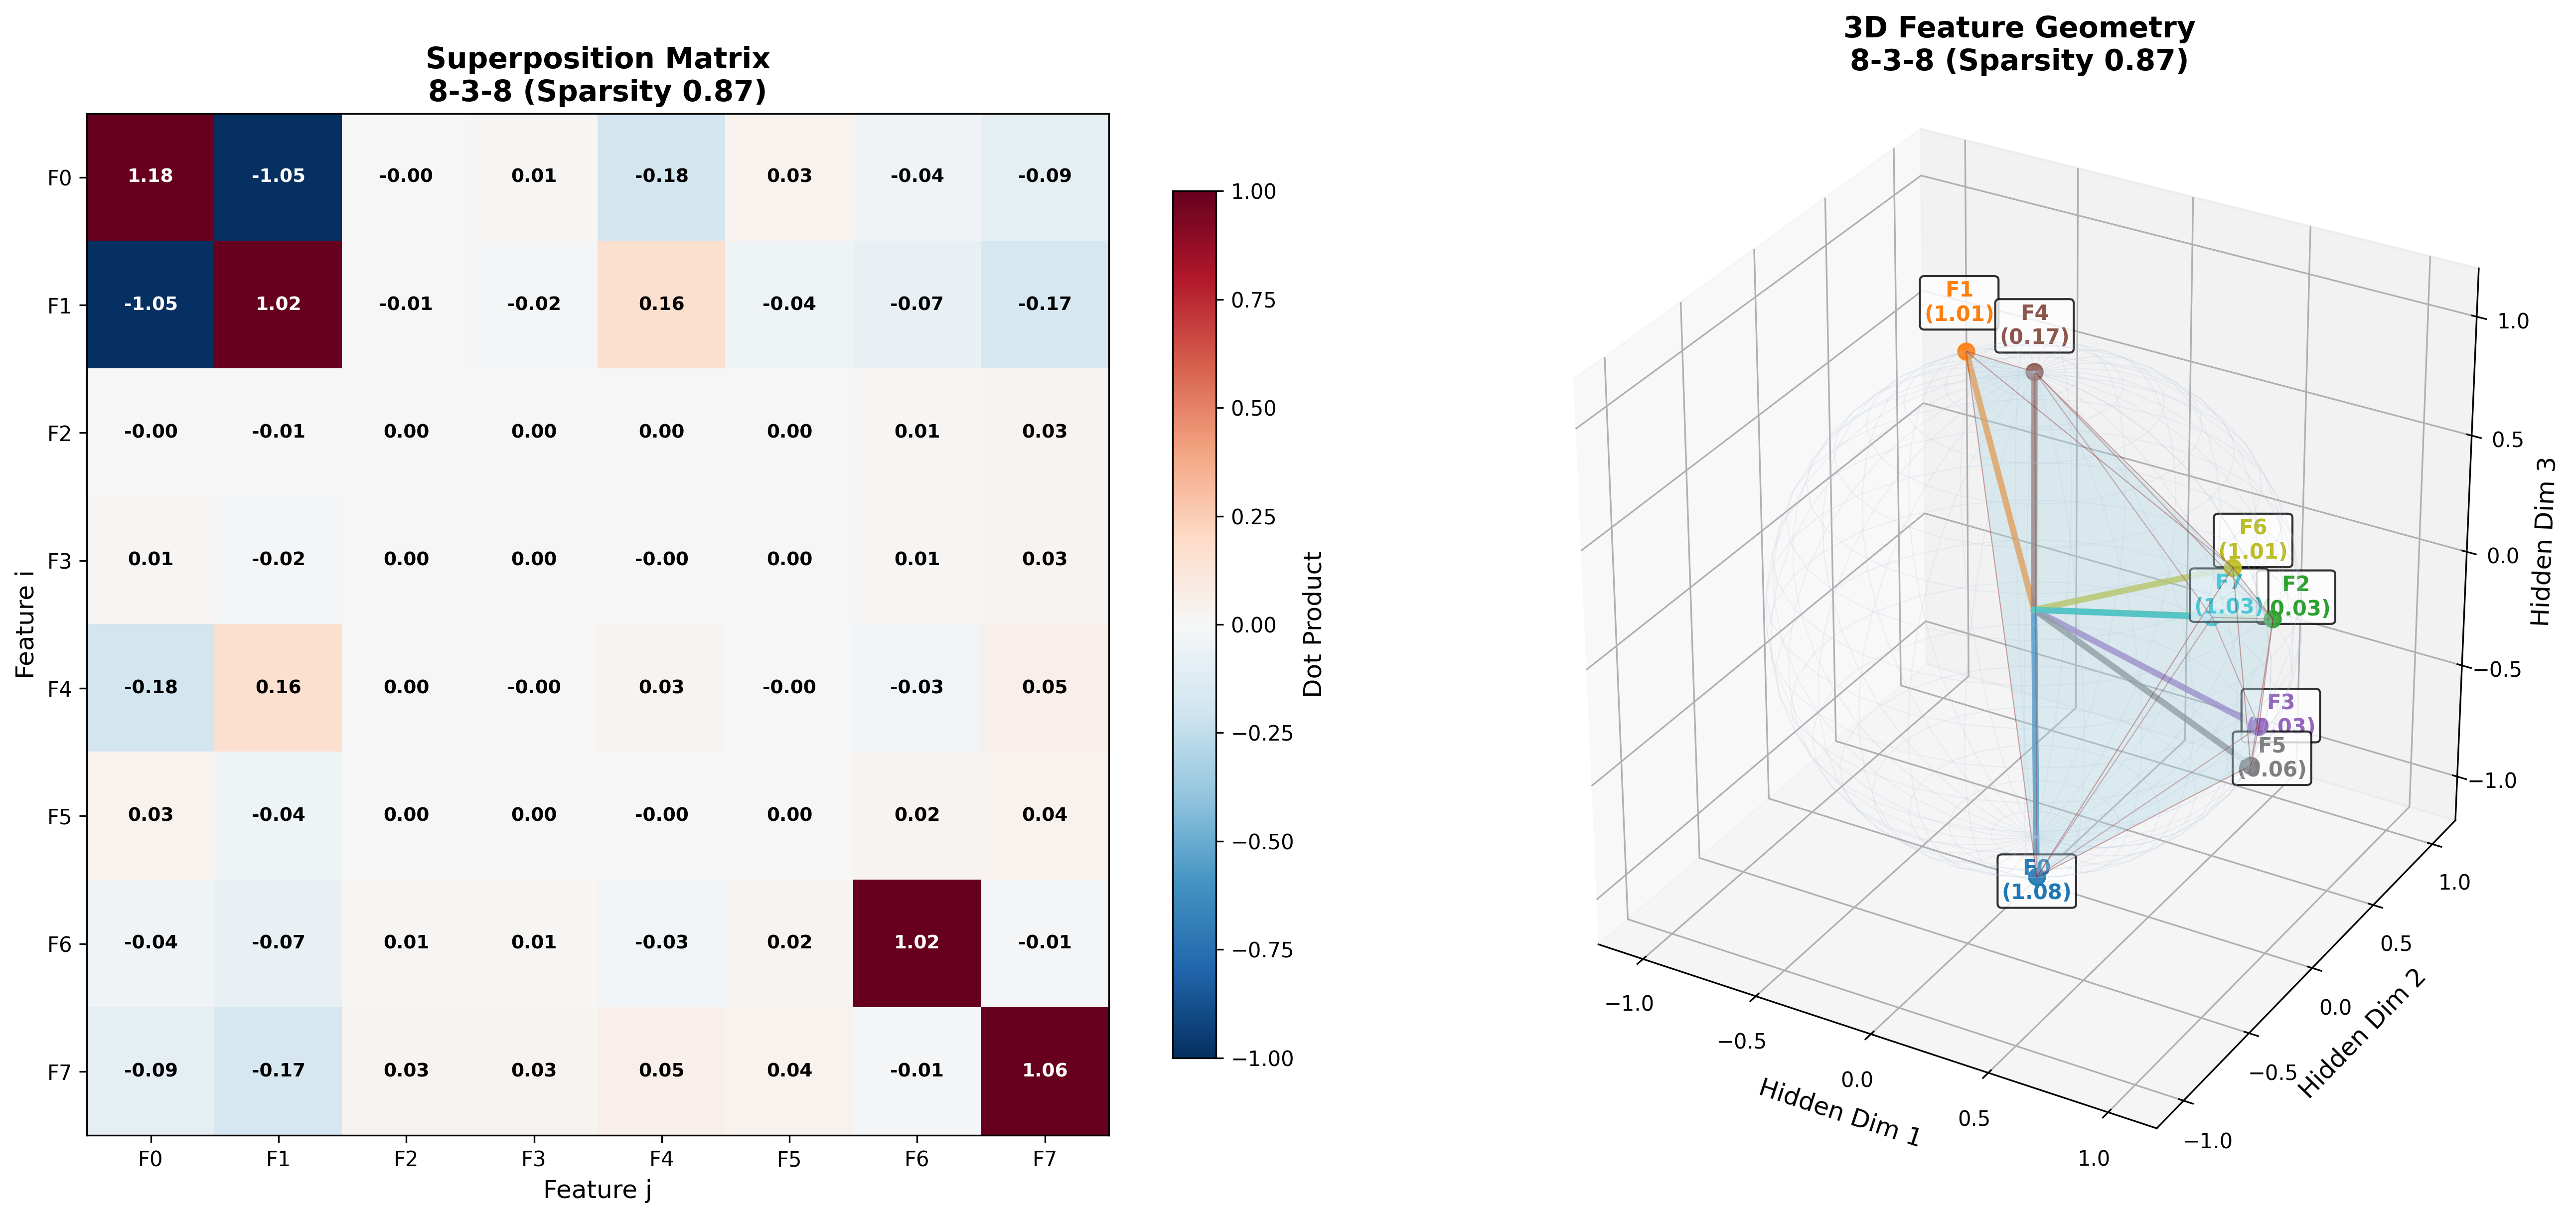 Superposition Matrix
8-3-8 (Sparsity 0.87)
F0 1.18 -1.05 -0.00 0.01 -0.18 0.03 -0.04 -0.09
F1 -1.05 1.02 -0.01 -0.02 0.16 -0.04 -0.07 -0.17
F2 -0.00 -0.01 0.00 0.00 0.00 0.00 0.01 0.03
F3 0.01 -0.02 0.00 0.00 -0.00 0.00 0.01 0.03
F4 -0.18 0.16 0.00 -0.00 0.03 -0.00 -0.03 0.05
F5 0.03 -0.04 0.00 0.00 -0.00 0.00 0.02 0.04
F6 -0.04 -0.07 0.01 0.01 -0.03 0.02 1.02 -0.01
F7 -0.09 -0.17 0.03 0.03 0.05 0.04 -0.01 1.06
F0 F1 F2 F3 F4 F5 F6 F7
Feature j
Feature i
1.00
0.75
0.50
0.25
0.00
−0.25
−0.50
−0.75
−1.00
Dot Product
3D Feature Geometry
8-3-8 (Sparsity 0.87)
F1
(1.01)
F4
(0.17)
F6
(1.01)
F7
(1.03)
F2
0.03)
F3
0.03)
F5
(0.06)
F0
(1.08)
1.0
0.5
0.0
−0.5
−1.0
Hidden Dim 3
1.0
0.5
0.0
−0.5
−1.0
Hidden Dim 2
−1.0
−0.5
0.0
0.5
1.0
Hidden Dim 1